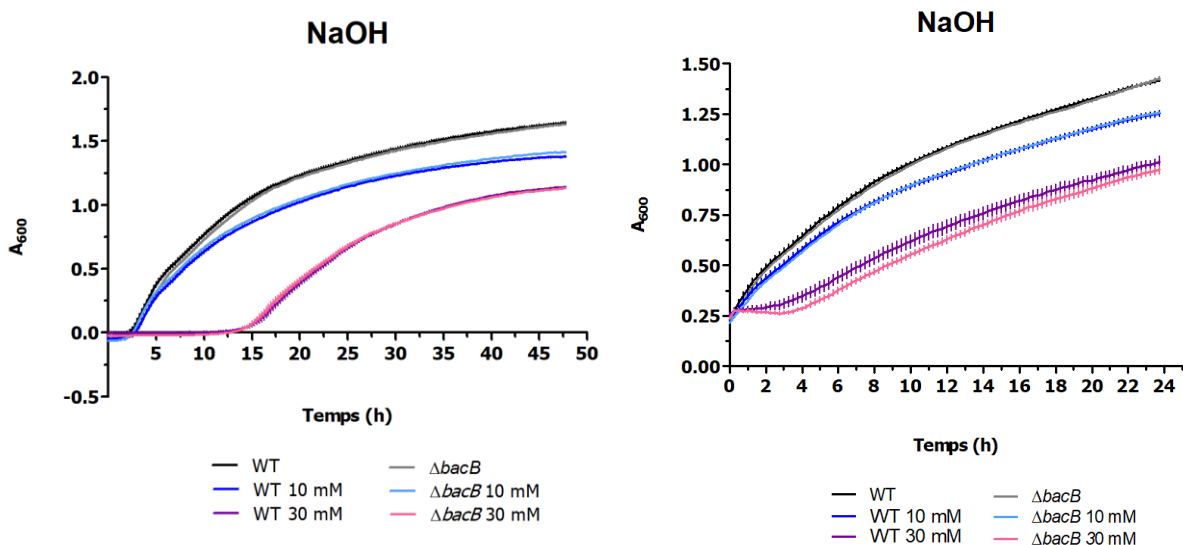 NaOH
2.0
1.5
1.0
0.5
0.0
-0.5
A600
5 10 15 20 25 30 35 40 45 50
Temps (h)
WT ΔbacB
WT 10 mM ΔbacB 10 mM
WT 30 mM ΔbacB 30 mM
NaOH
1.50
1.25
1.00
0.75
0.50
0.25
0.00
A600
0 2 4 6 8 10 12 14 16 18 20 22 24
Temps (h)
WT ΔbacB
WT 10 mM ΔbacB 10 mM
WT 30 mM ΔbacB 30 mM